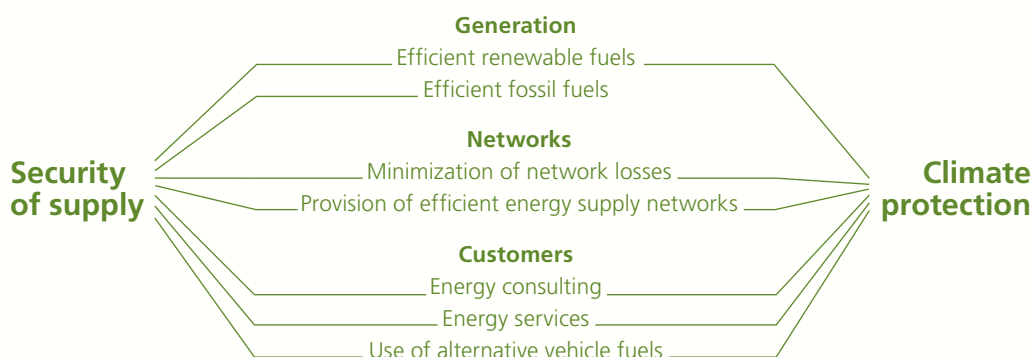 Generation
Efficient renewable fuels
Efficient fossil fuels
Networks
Security
of supply
Minimization of network losses
Provision of efficient energy supply networks
Climate
protection
Customers
Energy consulting
Energy services
Use of alternative vehicle fuels